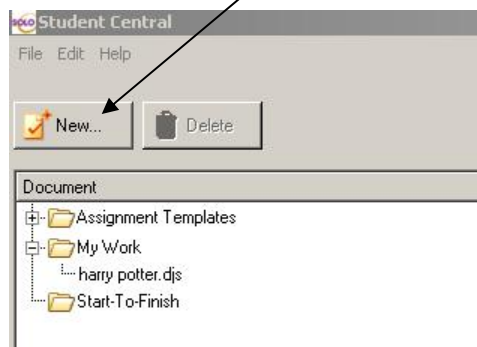 SOLO Student Central
File Edit Help
New... Delete
Document
Assignment Templates
My Work
harry potter.djs
Start-To-Finish